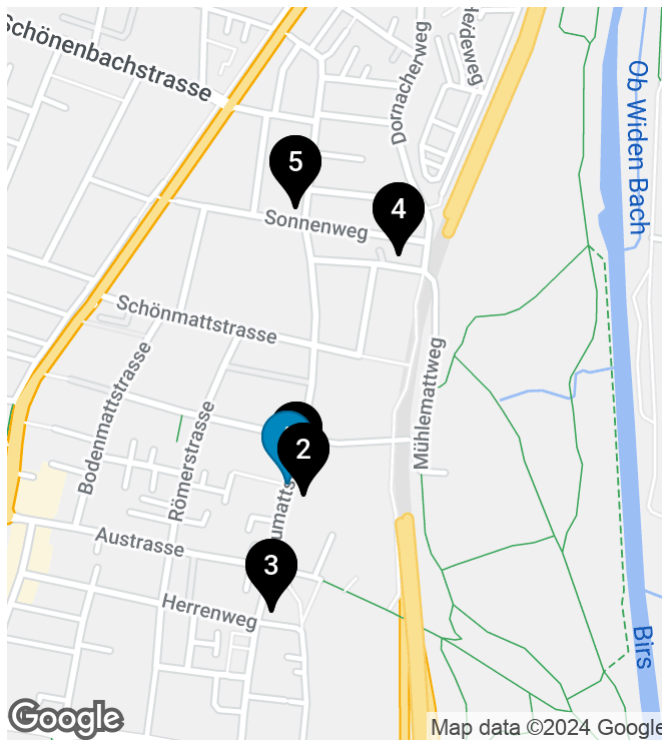 Schönenbachstrasse
Dornacherweg
Heideweg
Ob Widen Bach
5
4
Sonnenweg
Schönmattstrasse
Bodenmattstrasse
Römerstrasse
Mühlemattweg
2
Austrasse
3
Herrenweg
Birs
Google
Map data ©2024 Google